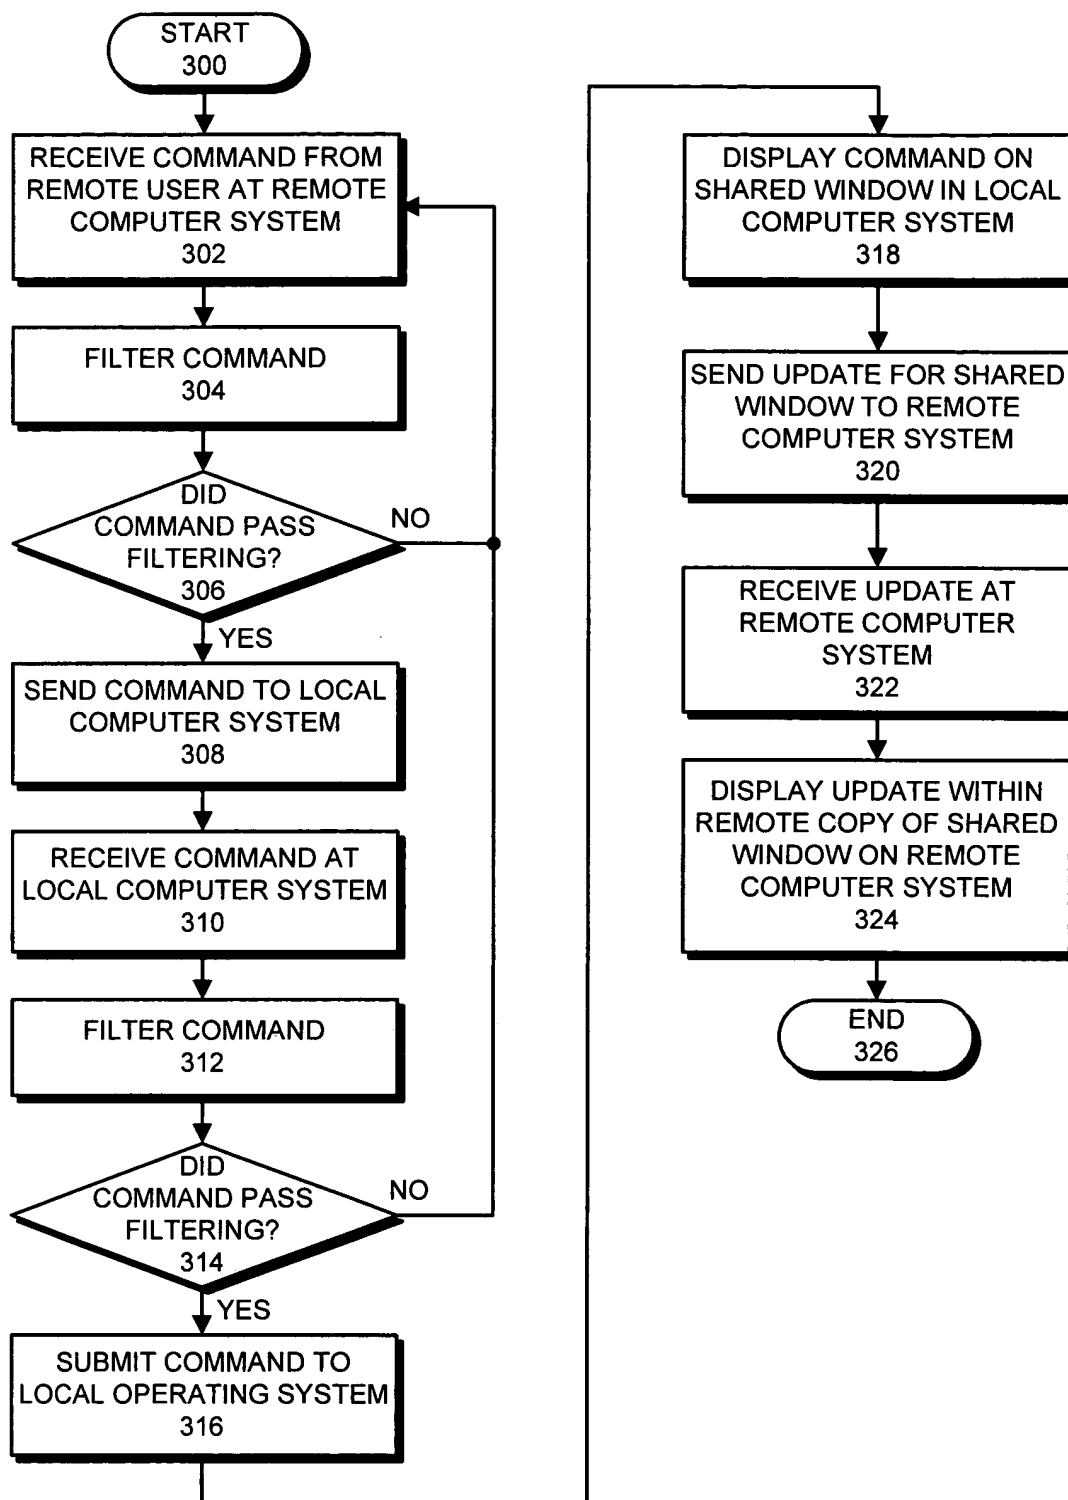 START
300
RECEIVE COMMAND FROM
REMOTE USER AT REMOTE
COMPUTER SYSTEM
302
FILTER COMMAND
304
DID
COMMAND PASS
FILTERING?
306
NO
YES
SEND COMMAND TO LOCAL
COMPUTER SYSTEM
308
RECEIVE COMMAND AT
LOCAL COMPUTER SYSTEM
310
FILTER COMMAND
312
DID
COMMAND PASS
FILTERING?
314
NO
YES
SUBMIT COMMAND TO
LOCAL OPERATING SYSTEM
316
DISPLAY COMMAND ON
SHARED WINDOW IN LOCAL
COMPUTER SYSTEM
318
SEND UPDATE FOR SHARED
WINDOW TO REMOTE
COMPUTER SYSTEM
320
RECEIVE UPDATE AT
REMOTE COMPUTER
SYSTEM
322
DISPLAY UPDATE WITHIN
REMOTE COPY OF SHARED
WINDOW ON REMOTE
COMPUTER SYSTEM
324
END
326